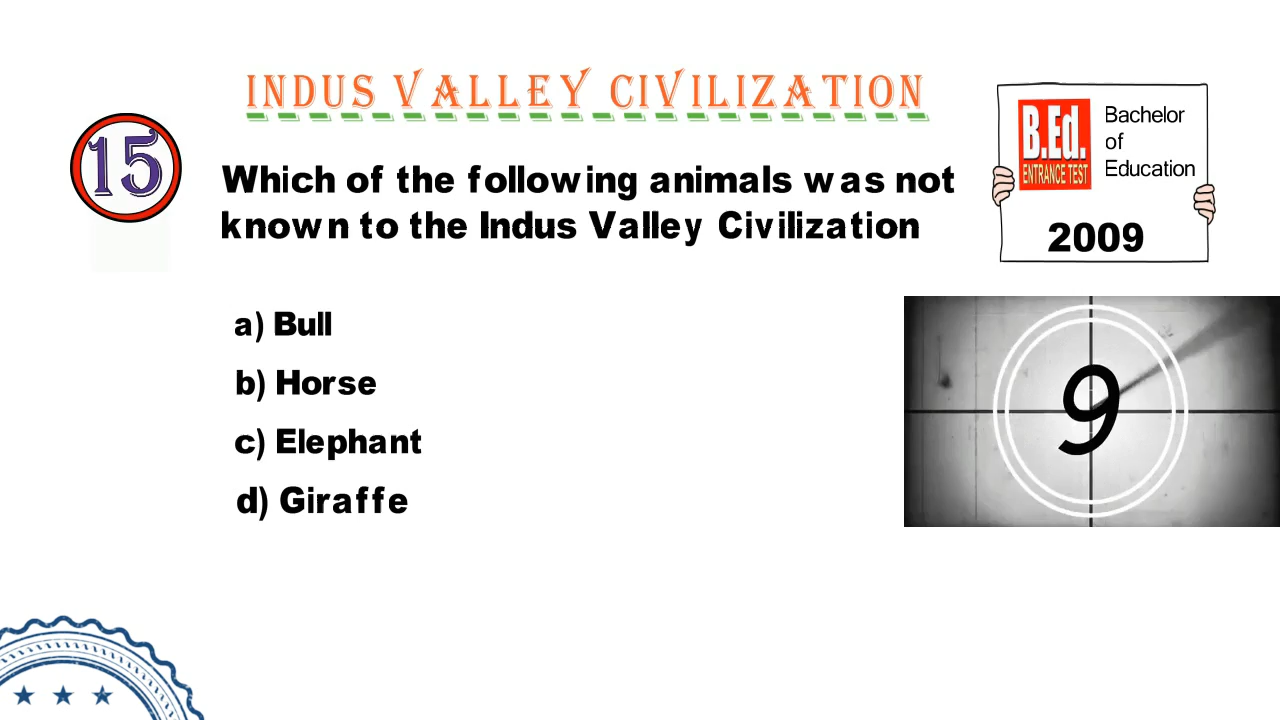 INDUS VALLEY CIVILIZATION
15
Which of the following animals was not
known to the Indus Valley Civilization
a) Bull
b) Horse
c) Elephant
d) Giraffe
B.Ed.
ENTRANCE TEST
Bachelor
of
Education
2009
9